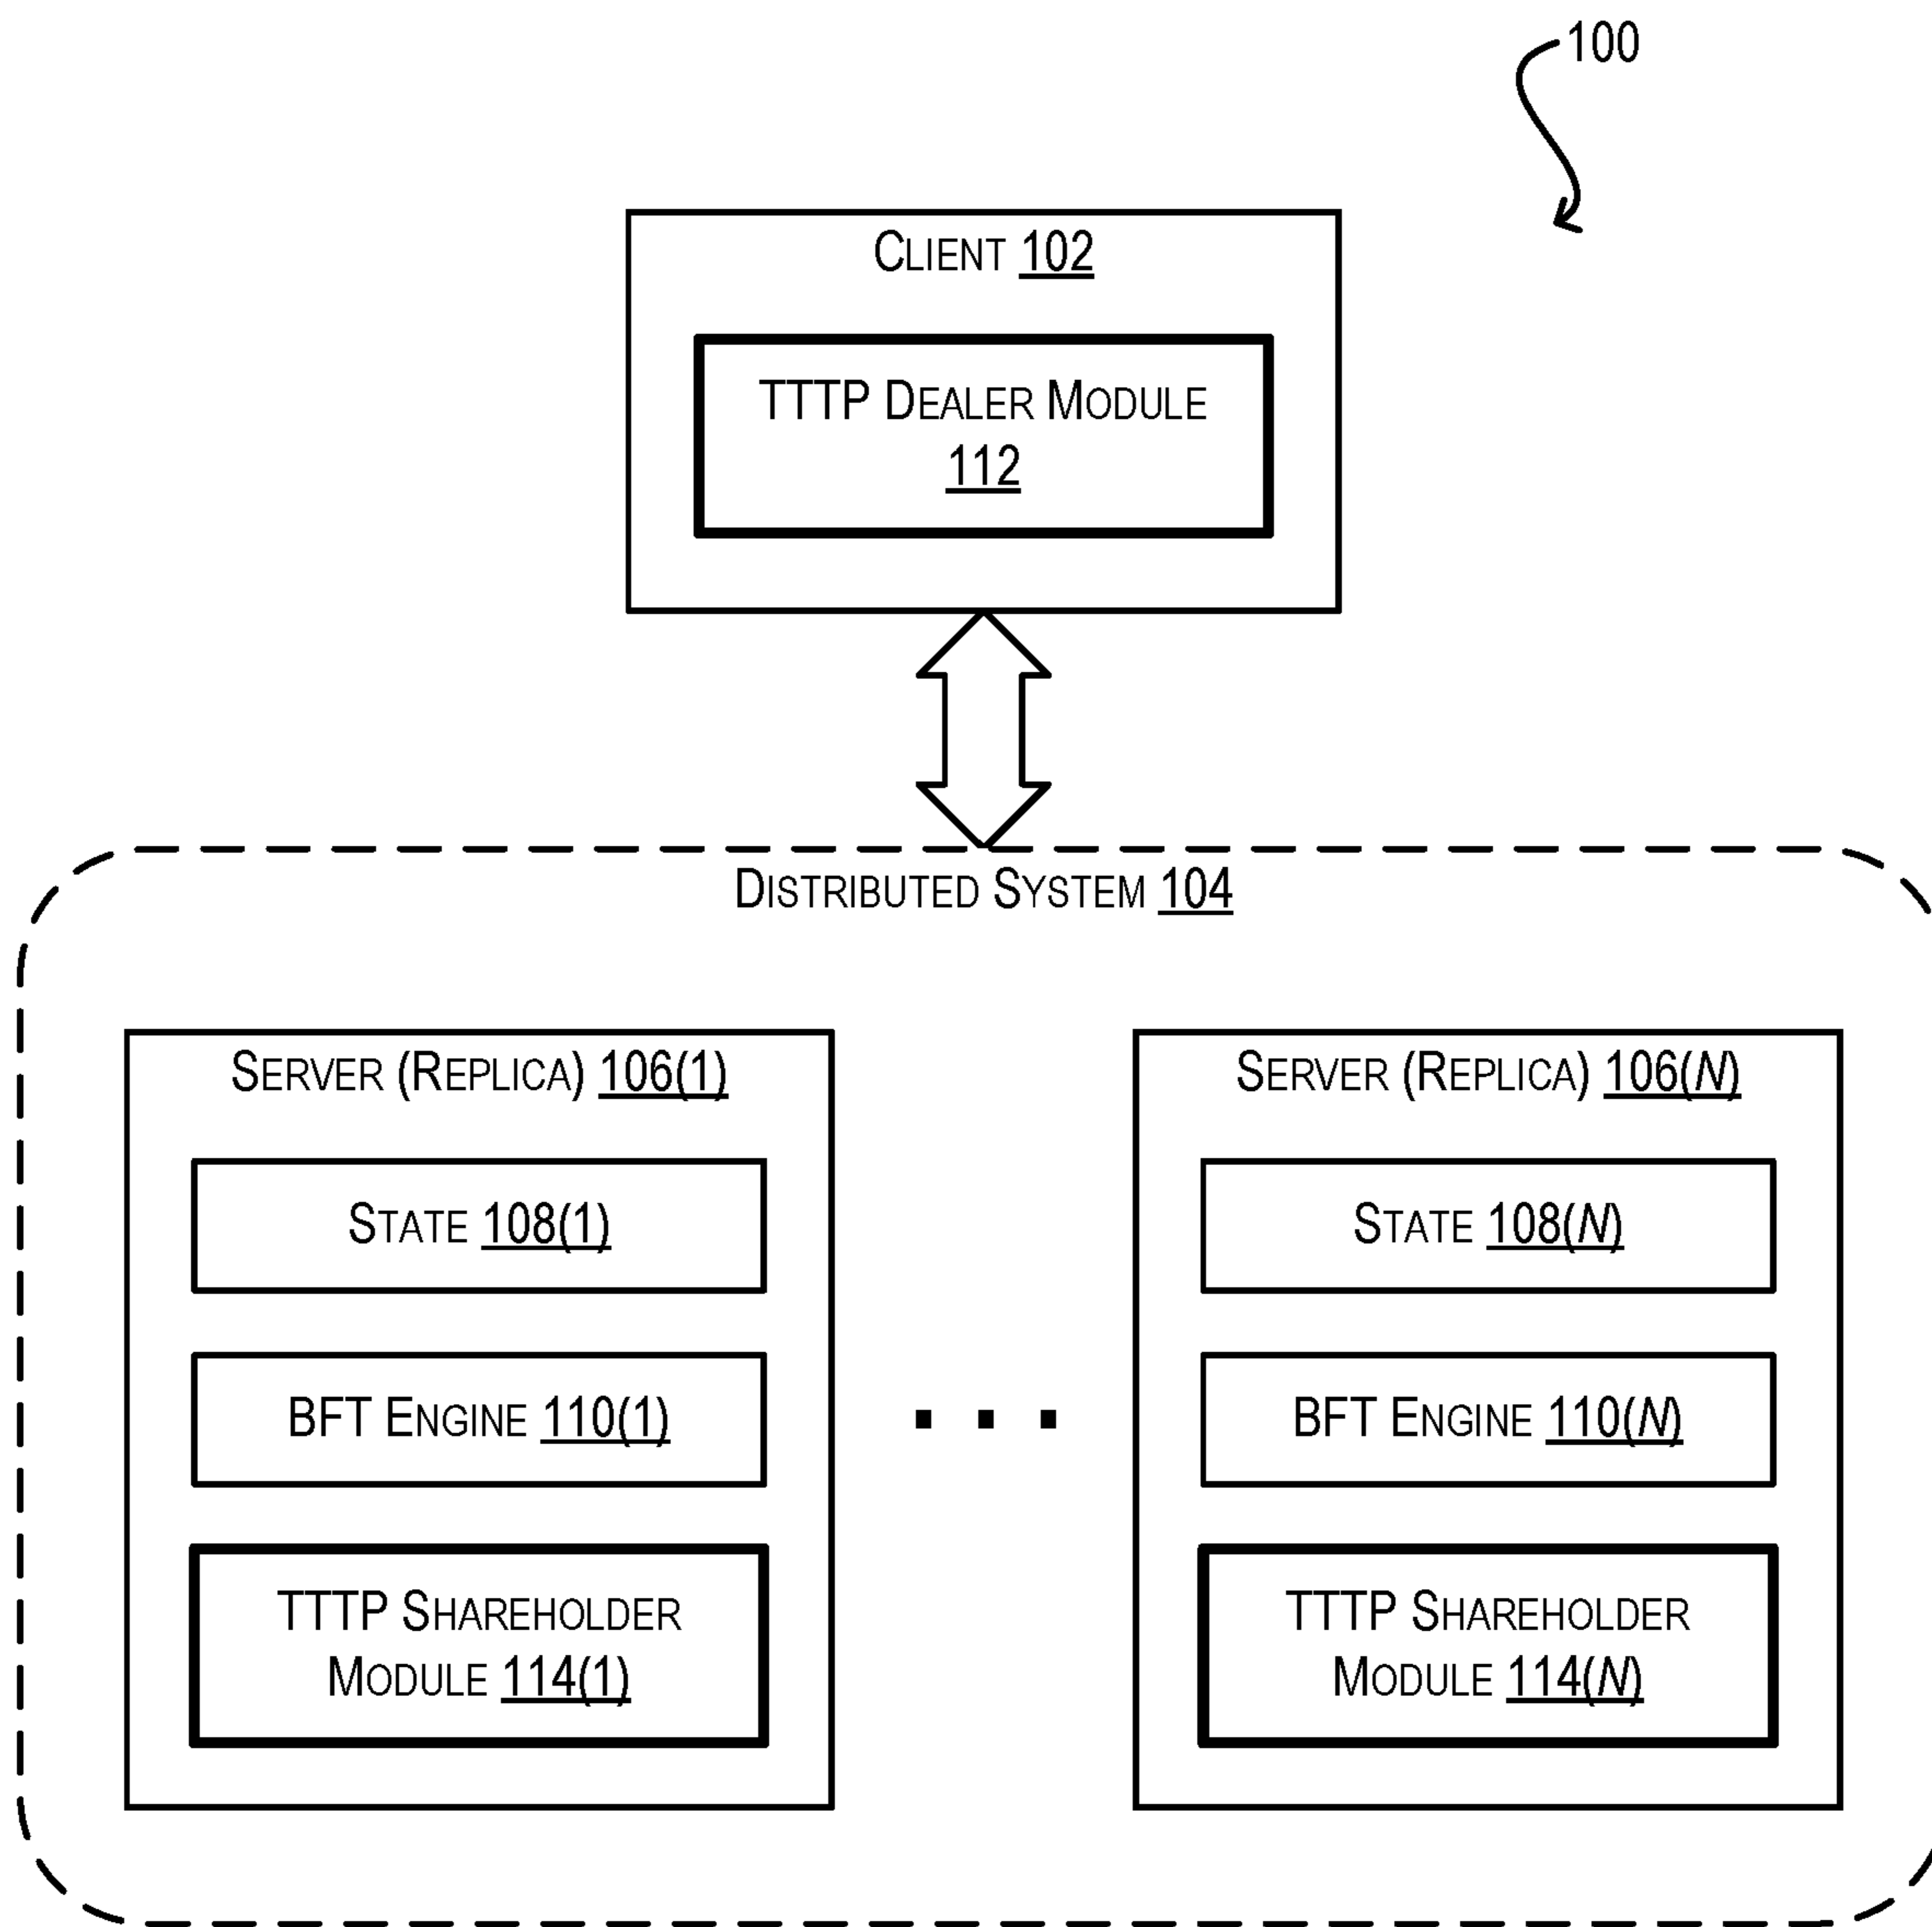 100
CLIENT 102
TTTP DEALER MODULE
112
DISTRIBUTED SYSTEM 104
SERVER (REPLICA) 106(1)
STATE 108(1)
BFT ENGINE 110(1)
TTTP SHAREHOLDER
MODULE 114(1)
SERVER (REPLICA) 106(N)
STATE 108(N)
BFT ENGINE 110(N)
TTTP SHAREHOLDER
MODULE 114(N)